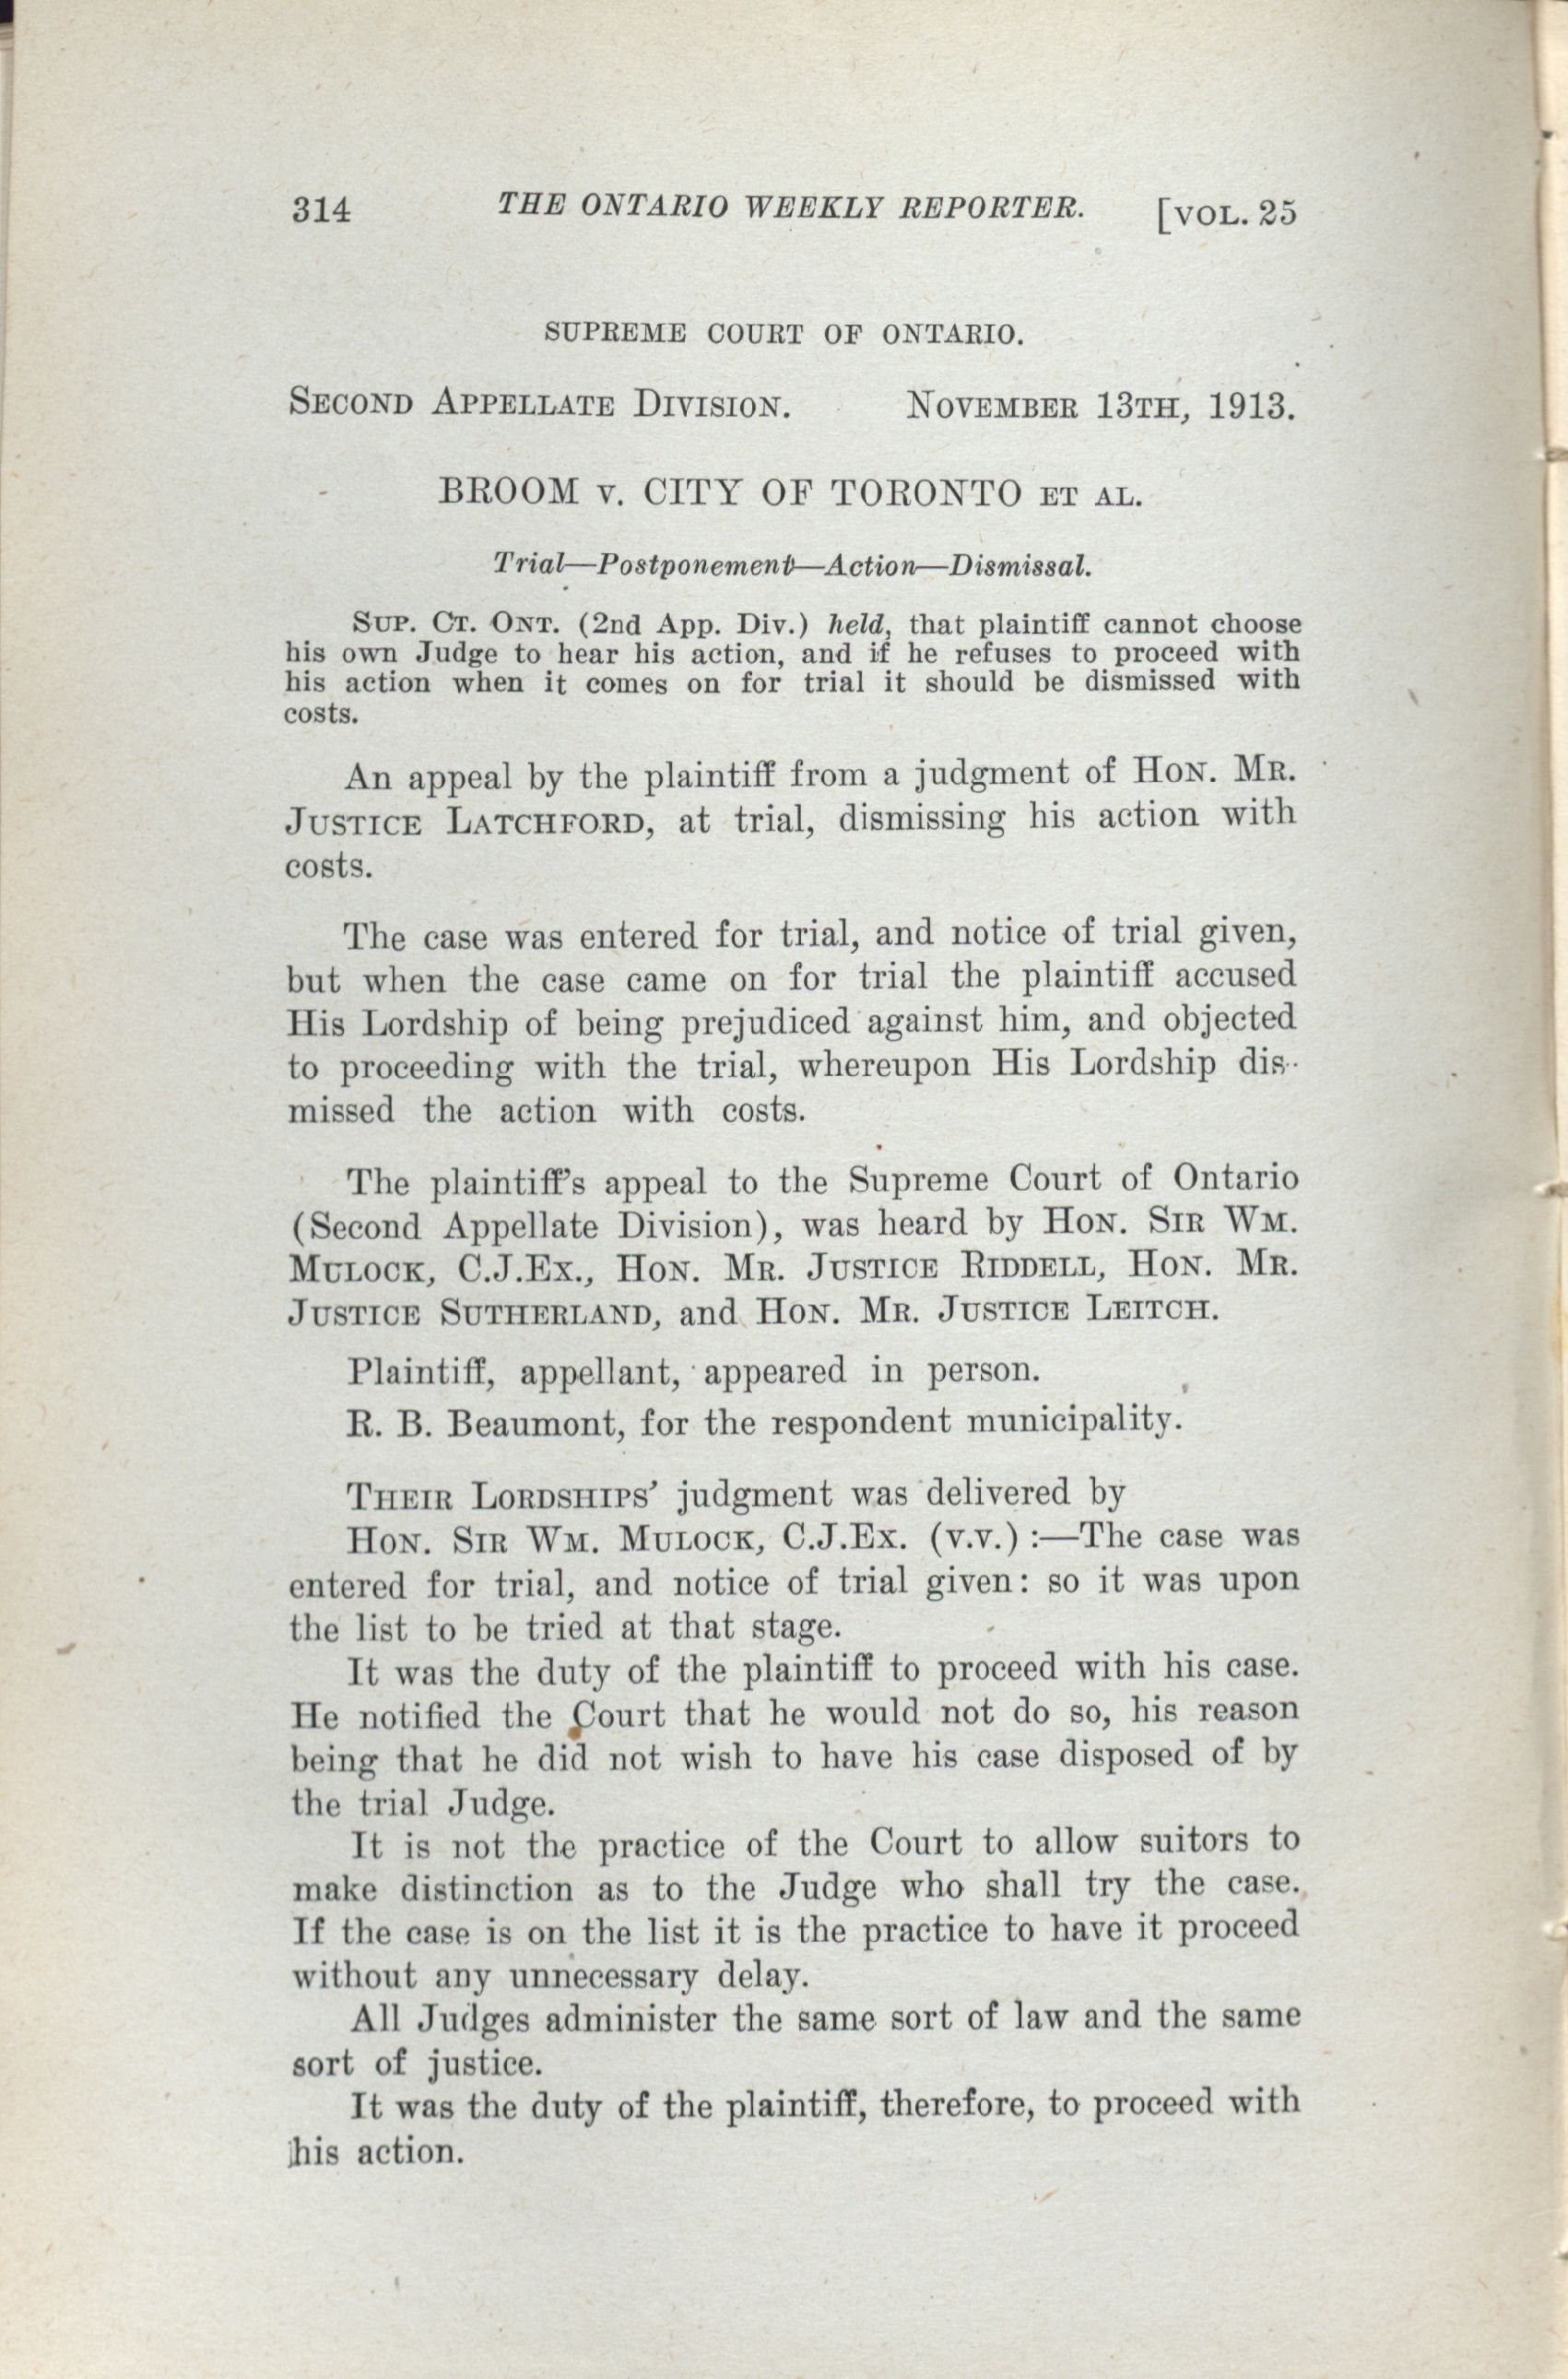 314 THE ONTARIO WEEKLY REPORTER. [VOL. 25
SUPREME COURT OF ONTARIO.
SECOND APPELLATE DIVISION. NOVEMBER 13TH, 1913.
BROOM v. CITY OF TORONTO ET AL.
Trial—Postponement—Action—Dismissal.
SUP. CT. ONT. (2nd App. Div.) held, that plaintiff cannot choose
his own Judge to hear his action, and if he refuses to proceed with
his action when it comes on for trial it should be dismissed with
costs.
An appeal by the plaintiff from a judgment of HON. MR.
JUSTICE LATCHFORD, at trial, dismissing his action with
costs.
The case was entered for trial, and notice of trial given,
but when the case came on for trial the plaintiff accused
His Lordship of being prejudiced against him, and objected
to proceeding with the trial, whereupon His Lordship dis-
missed the action with costs.
The plaintiff's appeal to the Supreme Court of Ontario
(Second Appellate Division), was heard by HON. SIR WM.
MULOCK, C.J.EX., HON. MR. JUSTICE RIDDELL, HON. MR.
JUSTICE SUTHERLAND, and HON. MR. JUSTICE LEITCH.
Plaintiff, appellant, appeared in person.
R. B. Beaumont, for the respondent municipality.
THEIR LORDSHIPS' judgment was delivered by
HON. SIR WM. MULOCK, C.J.EX. (V.V.) :—The case was
entered for trial, and notice of trial given: so it was upon
the list to be tried at that stage.
It was the duty of the plaintiff to proceed with his case.
He notified the Court that he would not do so, his reason
being that he did not wish to have his case disposed of by
the trial Judge.
It is not the practice of the Court to allow suitors to
make distinction as to the Judge who shall try the case.
If the case is on the list it is the practice to have it proceed
without any unnecessary delay.
All Judges administer the same sort of law and the same
sort of justice.
It was the duty of the plaintiff, therefore, to proceed with
his action.